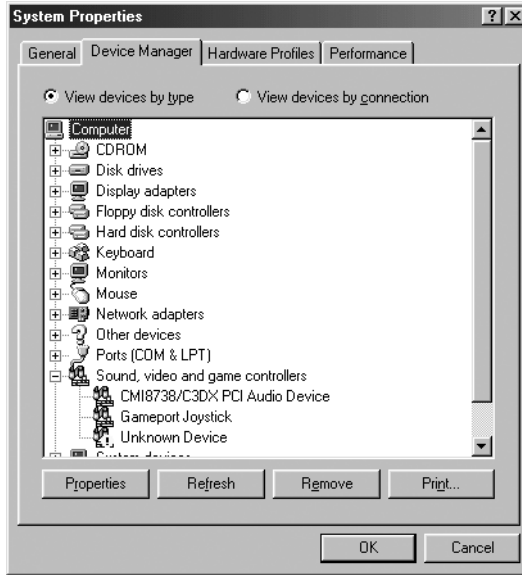 System Properties
General
Device Manager
Hardware Profiles
Performance
View devices by type
View devices by connection
Computer
CDROM
Disk drives
Display adapters
Floppy disk controllers
Hard disk controllers
Keyboard
Monitors
Mouse
Network adapters
Other devices
Ports (COM & LPT)
Sound, video and game controllers
CMI8738/C3DX PCI Audio Device
Gameport Joystick
Unknown Device
System devices
Properties
Refresh
Remove
Print...
OK
Cancel